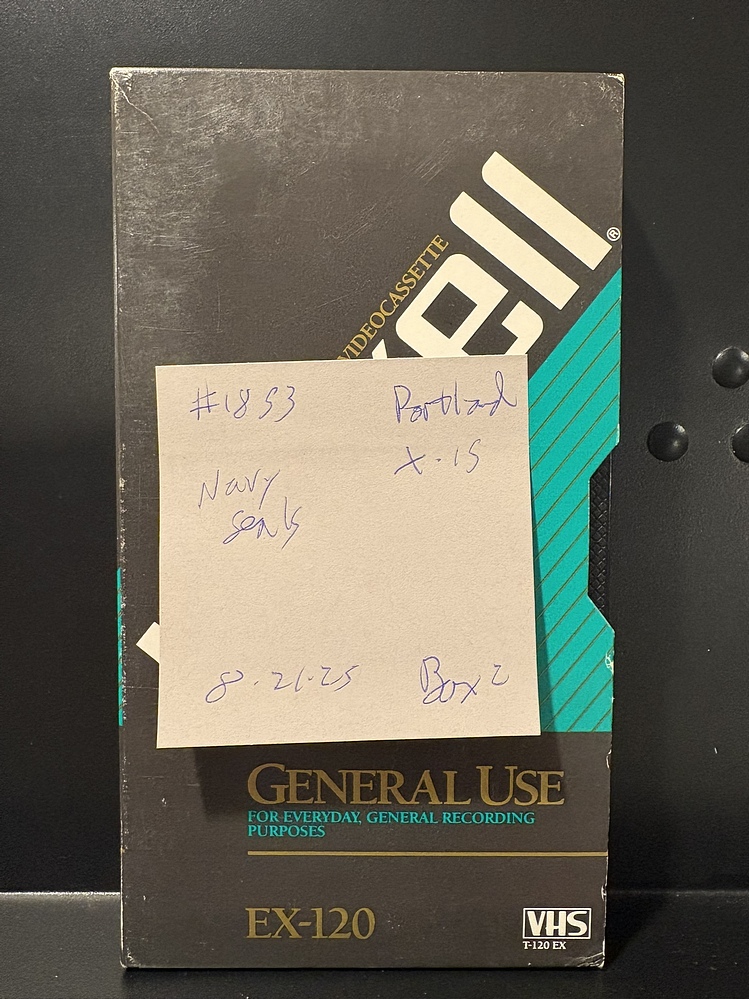 VIDEOCASSETTE
ell®
#1853
Portland
X-15
Navy
Seals
8-21-25
Box 2
GENERAL USE
FOR EVERYDAY, GENERAL RECORDING
PURPOSES
EX-120
VHS
T-120 EX